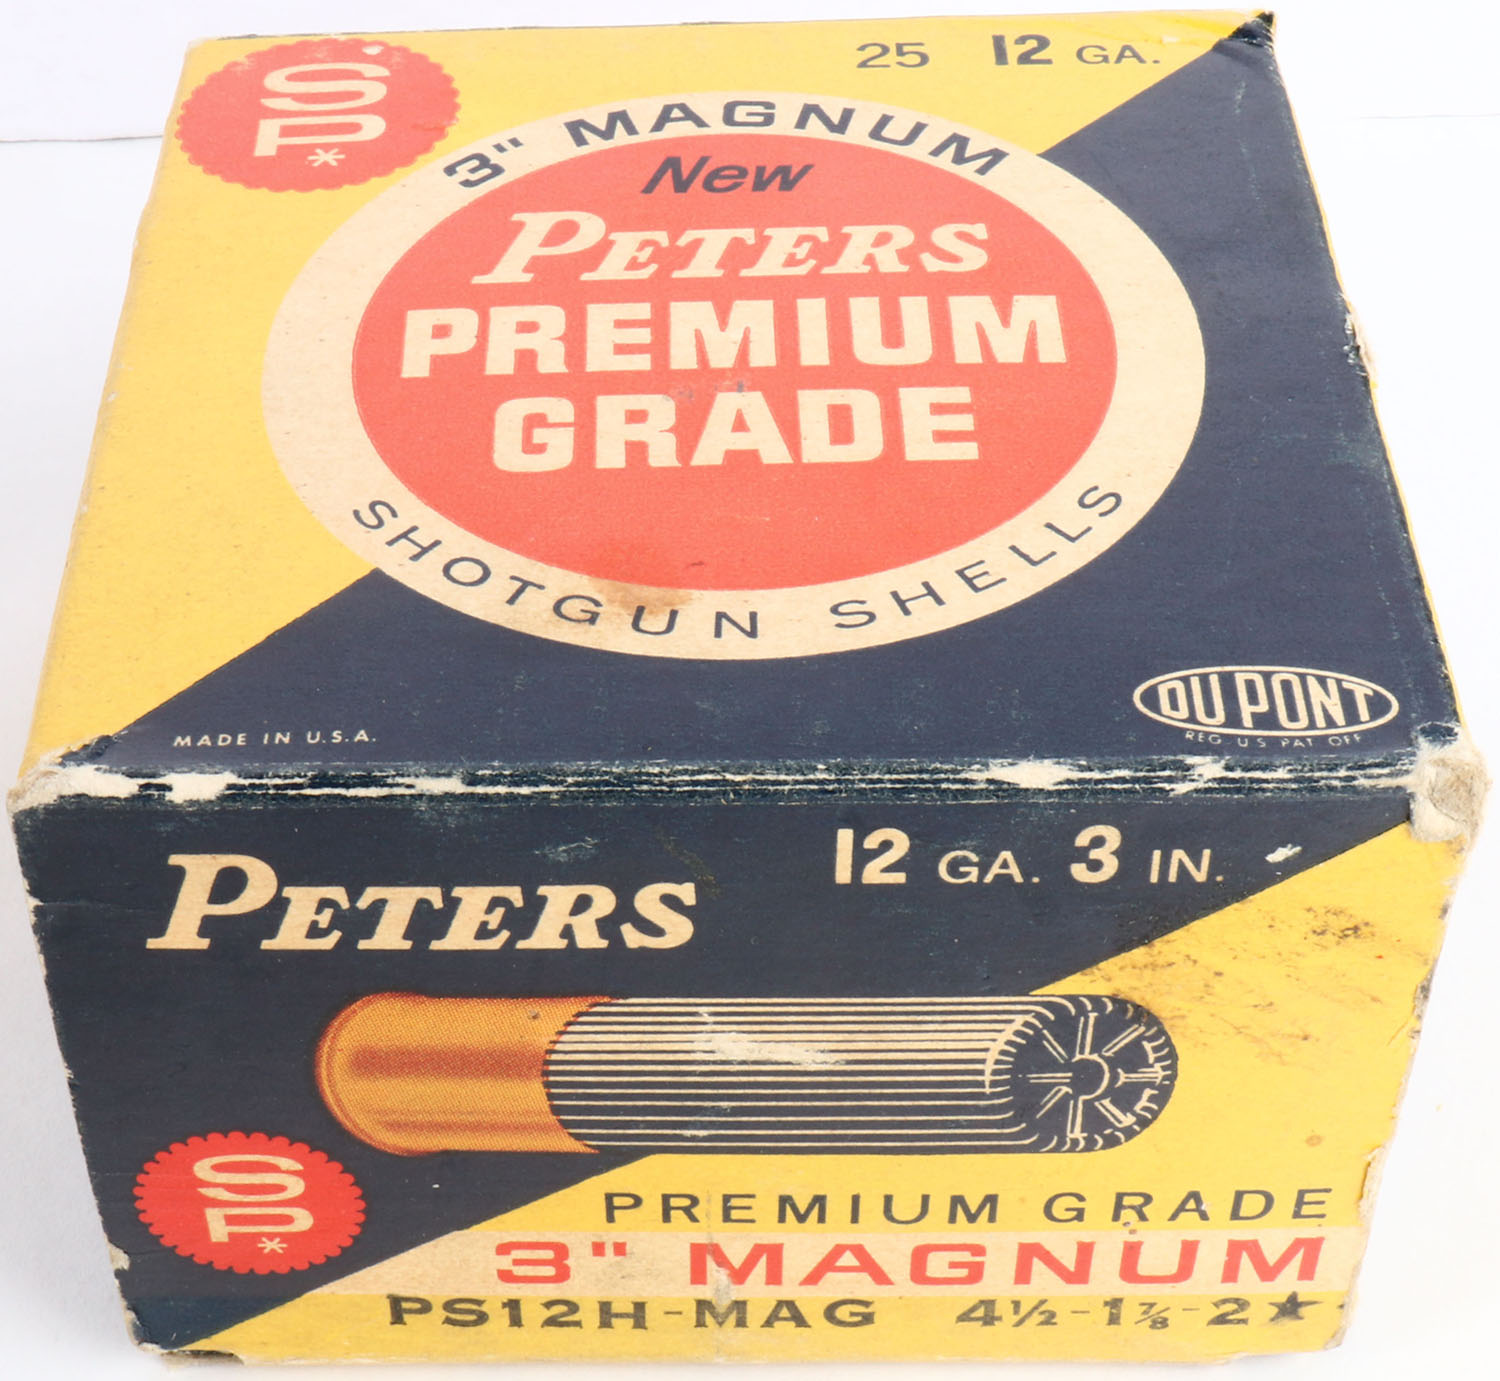 SP*
25 12 GA.
3" MAGNUM
New
PETERS
PREMIUM
GRADE
SHOTGUN SHELLS
MADE IN U.S.A.
DU PONT
REG. U S PAT OFF
PETERS
12 GA. 3 IN.
SP*
PREMIUM GRADE
3" MAGNUM
PS12H-MAG 4½-1⅞-2★